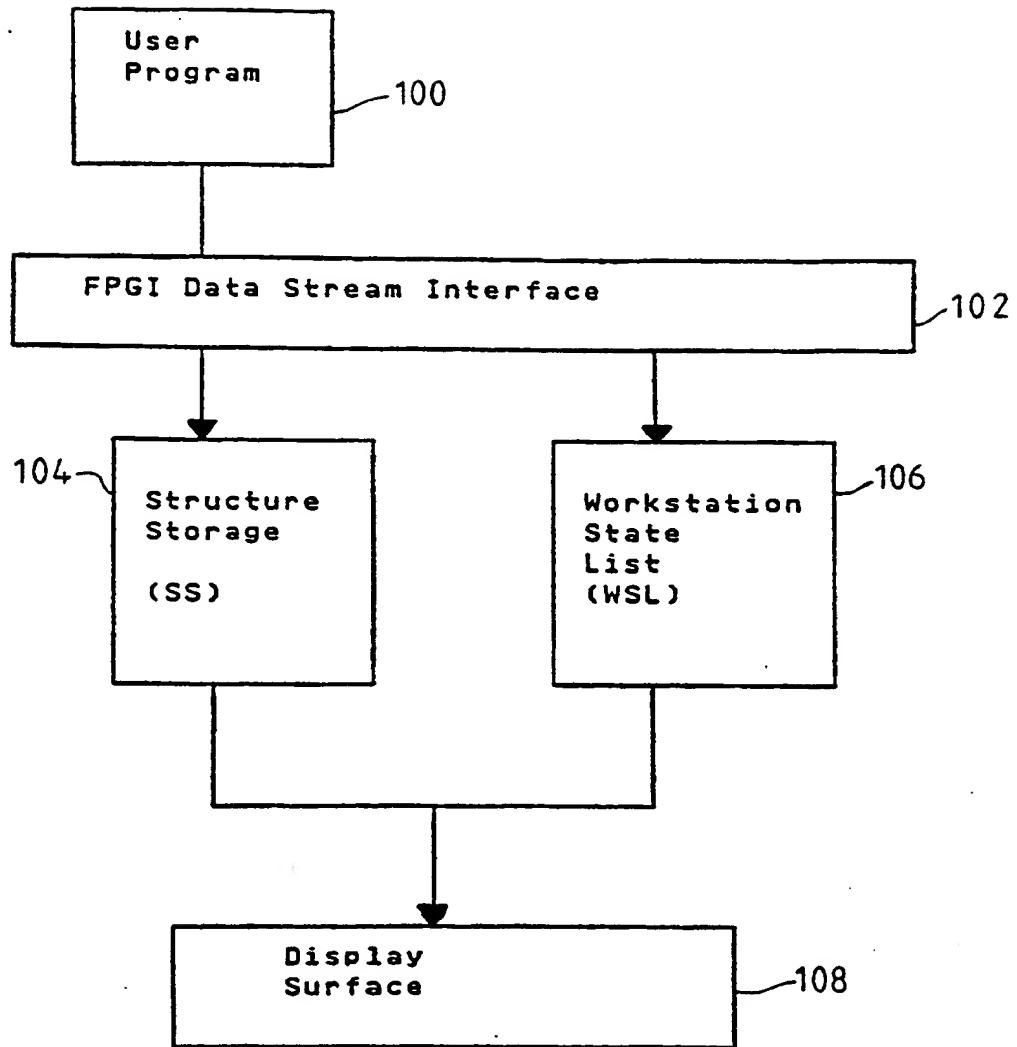 User
Program
100
FPGI Data Stream Interface
102
104
Structure
Storage
(SS)
Workstation
State
List
(WSL)
106
Display
Surface
108